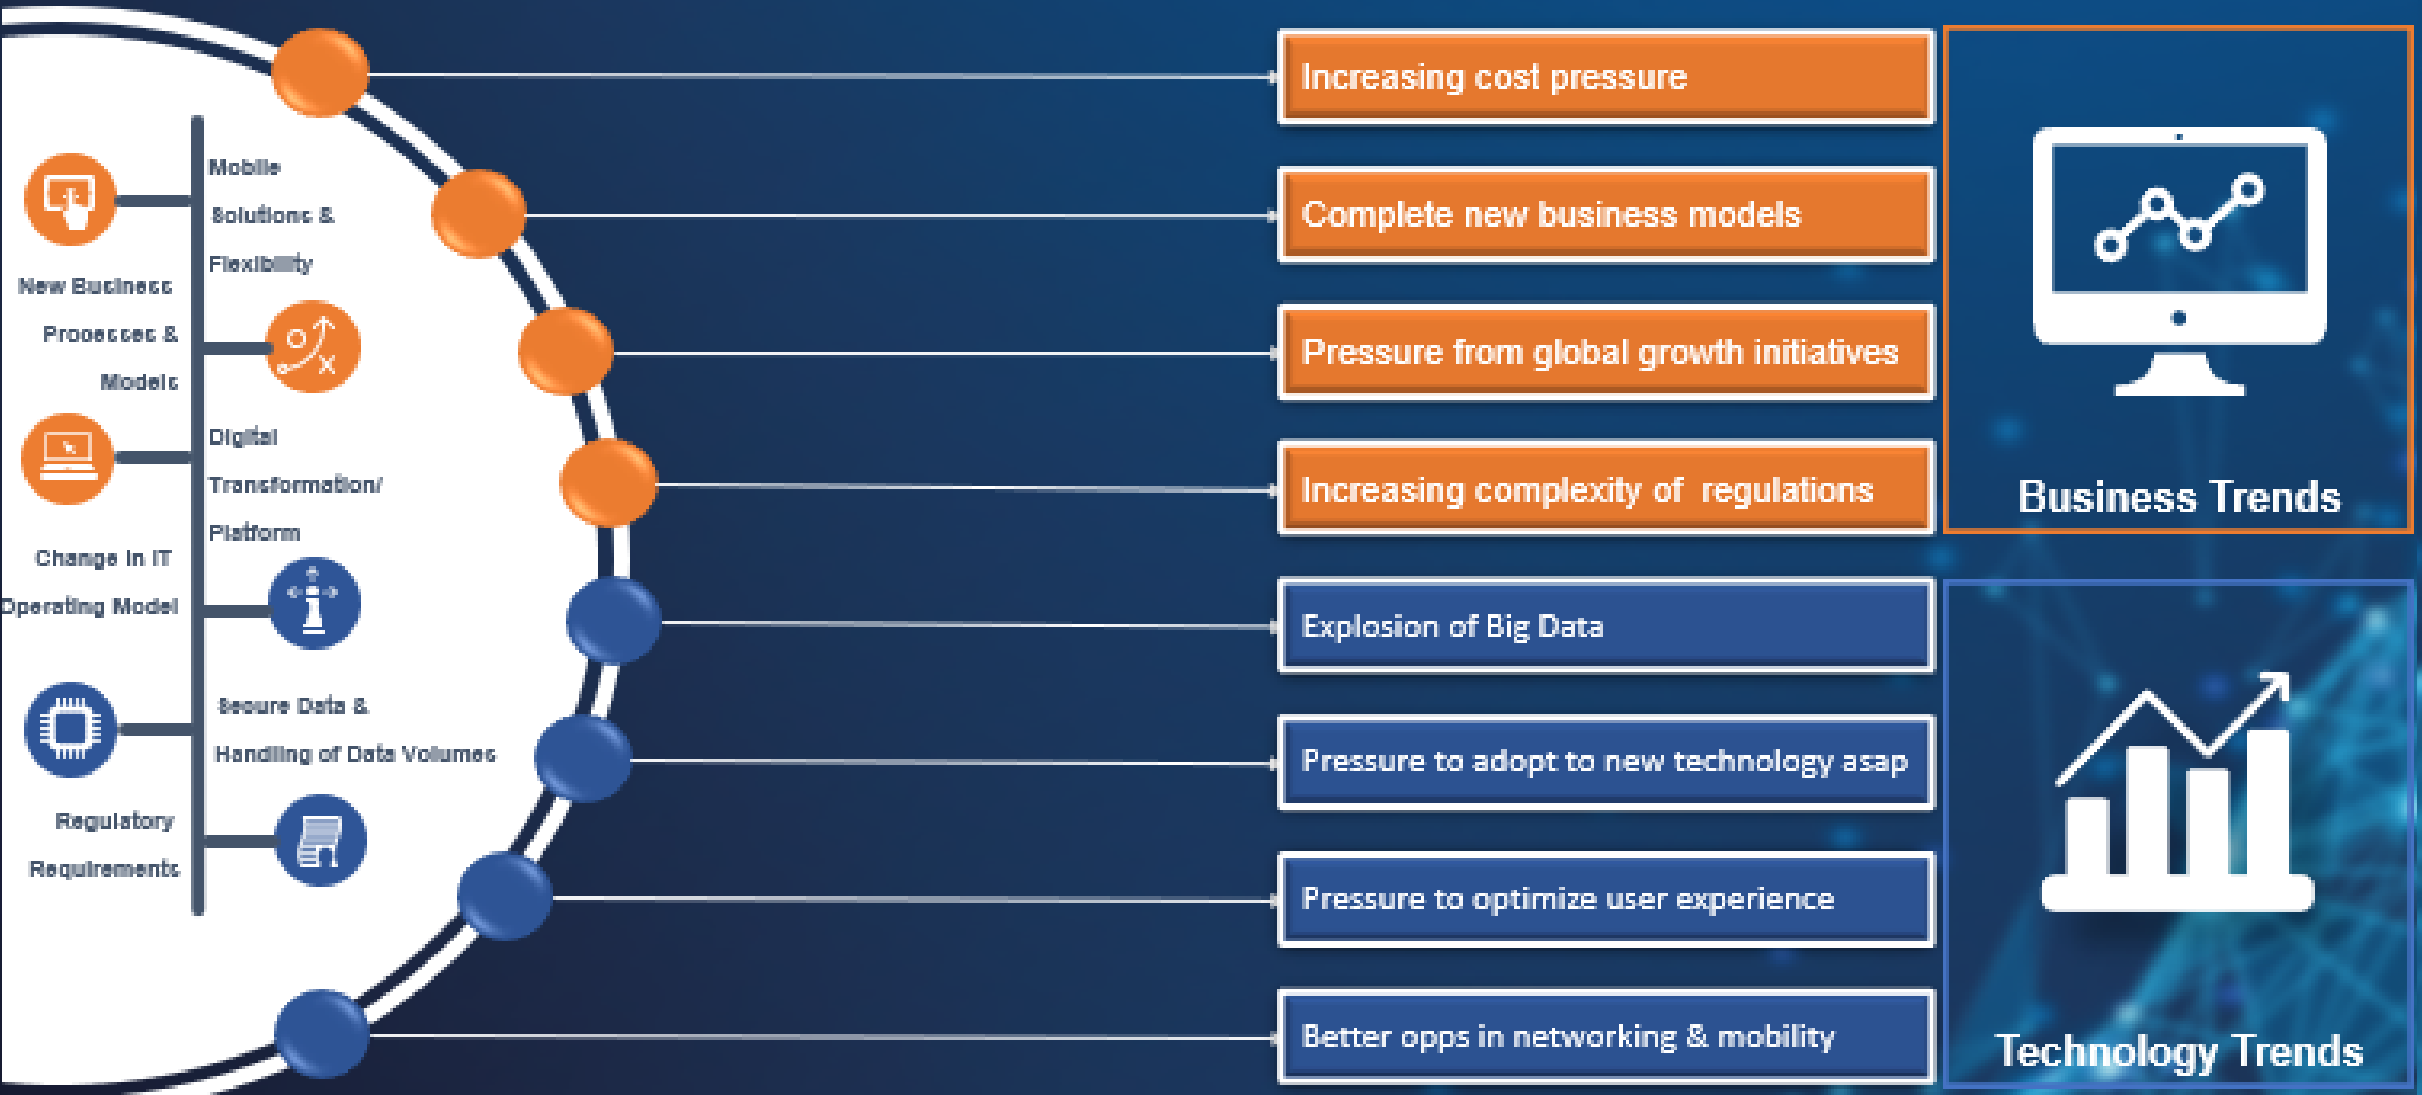 Mobile
Solutions &
Flexibility
New Business
Processes &
Models
Digital
Transformation/
Platform
Change in IT
Operating Model
Secure Data &
Handling of Data Volumes
Regulatory
Requirements
Increasing cost pressure
Complete new business models
Pressure from global growth initiatives
Increasing complexity of regulations
Business Trends
Explosion of Big Data
Pressure to adopt to new technology asap
Pressure to optimize user experience
Better opps in networking & mobility
Technology Trends